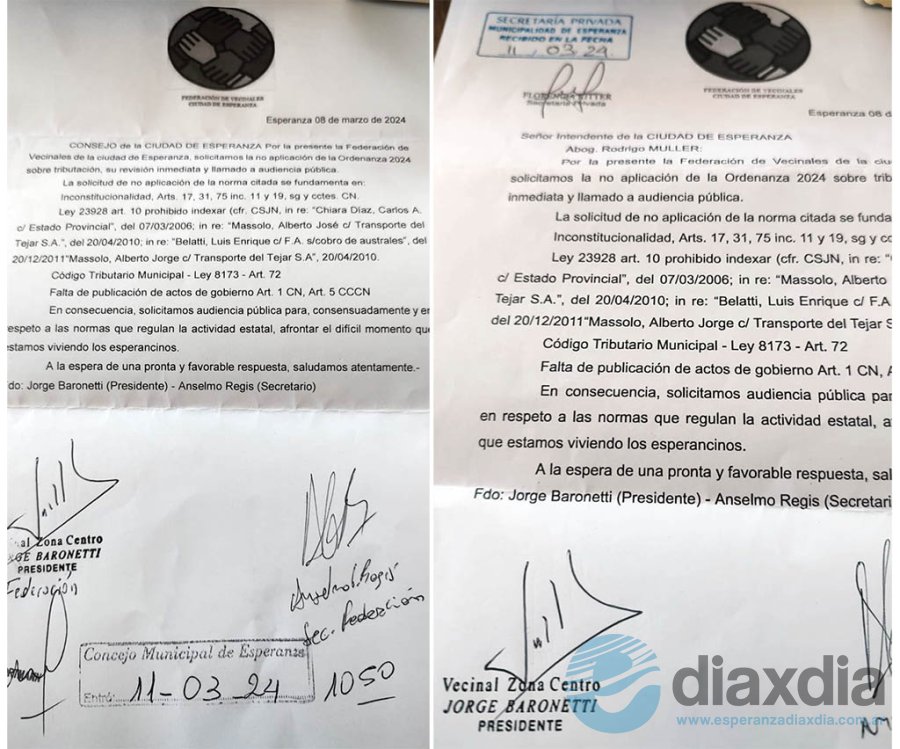 FEDERACIÓN DE VECINALES
CIUDAD DE ESPERANZA
Esperanza 08 de marzo de 2024
CONSEJO de la CIUDAD DE ESPERANZA Por la presente la Federación de
Vecinales de la ciudad de Esperanza, solicitamos la no aplicación de la Ordenanza 2024
sobre tributación, su revisión inmediata y llamado a audiencia pública.
La solicitud de no aplicación de la norma citada se fundamenta en:
Inconstitucionalidad, Arts. 17, 31, 75 inc. 11 y 19, sg y cctes. CN.
Ley 23928 art. 10 prohibido indexar (cfr. CSJN, in re: “Chiara Díaz, Carlos A.
c/ Estado Provincial”, del 07/03/2006; in re: “Massolo, Alberto José c/ Transporte del
Tejar S.A.”, del 20/04/2010; in re: “Belatti, Luis Enrique c/ F.A. s/cobro de australes”, del
20/12/2011“Massolo, Alberto Jorge c/ Transporte del Tejar S.A”, 20/04/2010.
Código Tributario Municipal - Ley 8173 - Art. 72
Falta de publicación de actos de gobierno Art. 1 CN, Art. 5 CCCN
En consecuencia, solicitamos audiencia pública para, consensuadamente y en
respeto a las normas que regulan la actividad estatal, afrontar el difícil momento que
estamos viviendo los esperancinos.
A la espera de una pronta y favorable respuesta, saludamos atentamente.-
do: Jorge Baronetti (Presidente) - Anselmo Regis (Secretario)
al Zona Centro
GE BARONETTI
PRESIDENTE
Federación
Anselmo Regis
Sec. Federación
Concejo Municipal de Esperanza
Entró: 11-03 24
1050
SECRETARÍA PRIVADA
MUNICIPALIDAD DE ESPERANZA
RECIBIDO EN LA FECHA
11 03 24
Secretaria Privada
FEDERACIÓN DE VECINALES
CIUDAD DE ESPERANZA
Esperanza 08 d
Señor Intendente de la CIUDAD DE ESPERANZA
Abog. Rodrigo MULLER:
Por la presente la Federación de Vecinales de la ciu
solicitamos la no aplicación de la Ordenanza 2024 sobre trib
inmediata y llamado a audiencia pública.
La solicitud de no aplicación de la norma citada se funda
Inconstitucionalidad, Arts. 17, 31, 75 inc. 11 y 19, sg y cc
Ley 23928 art. 10 prohibido indexar (cfr. CSJN, in re: “
c/ Estado Provincial”, del 07/03/2006; in re: “Massolo, Alberto
Tejar S.A.”, del 20/04/2010; in re: “Belatti, Luis Enrique c/ F.A.
del 20/12/2011“Massolo, Alberto Jorge c/ Transporte del Tejar S
Código Tributario Municipal - Ley 8173 - Art. 72
Falta de publicación de actos de gobierno Art. 1 CN, A
En consecuencia, solicitamos audiencia pública par
en respeto a las normas que regulan la actividad estatal, a
que estamos viviendo los esperancinos.
A la espera de una pronta y favorable respuesta, sal
Fdo: Jorge Baronetti (Presidente) - Anselmo Regis (Secretari
Vecinal Zona Centro
JORGE BARONETTI
PRESIDENTE
diaxdia
www.esperanzadiaxdia.com.ar